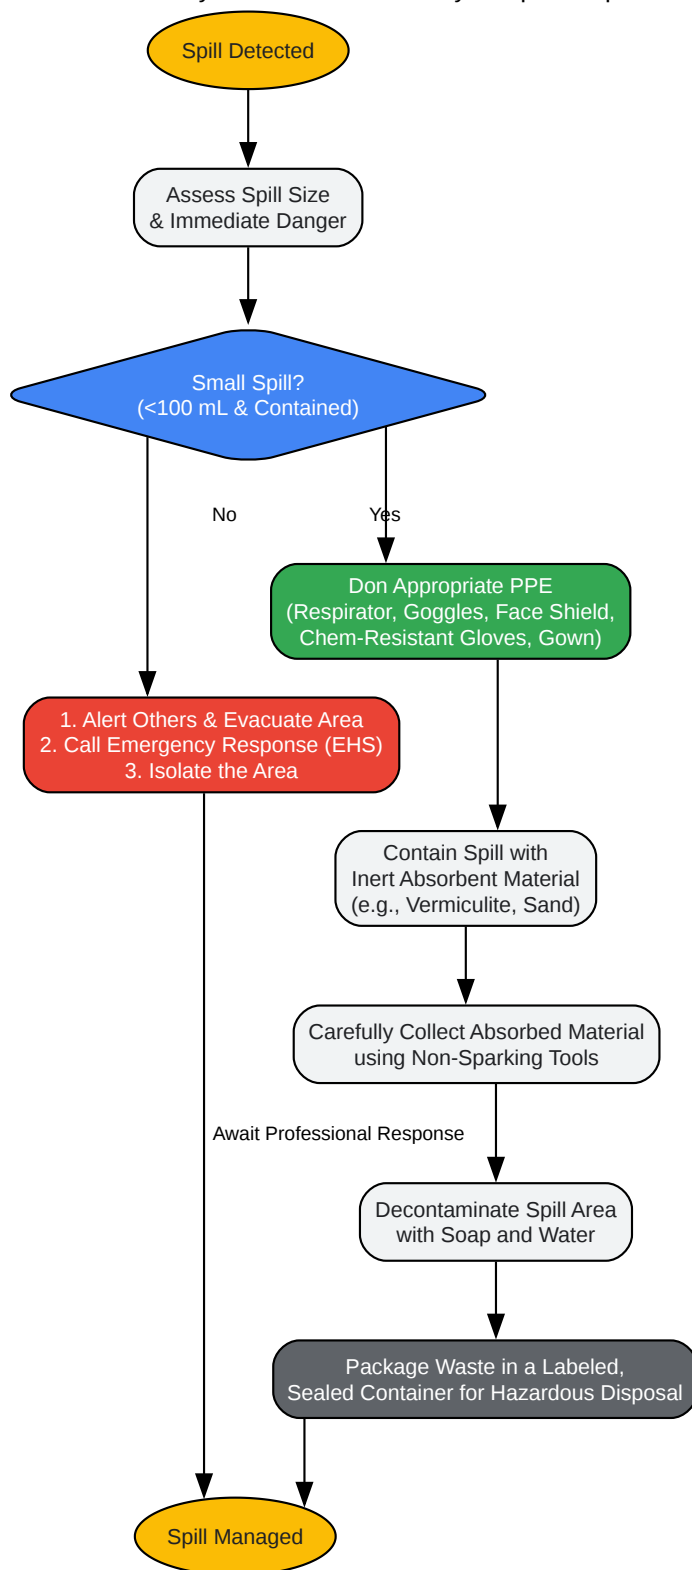 Spill Detected
Assess Spill Size
& Immediate Danger
Small Spill?
(<100 mL & Contained)
No
Yes
Don Appropriate PPE
(Respirator, Goggles, Face Shield,
Chem-Resistant Gloves, Gown)
1. Alert Others & Evacuate Area
2. Call Emergency Response (EHS)
3. Isolate the Area
Contain Spill with
Inert Absorbent Material
(e.g., Vermiculite, Sand)
Carefully Collect Absorbed Material
using Non-Sparking Tools
Await Professional Response
Decontaminate Spill Area
with Soap and Water
Package Waste in a Labeled,
Sealed Container for Hazardous Disposal
Spill Managed